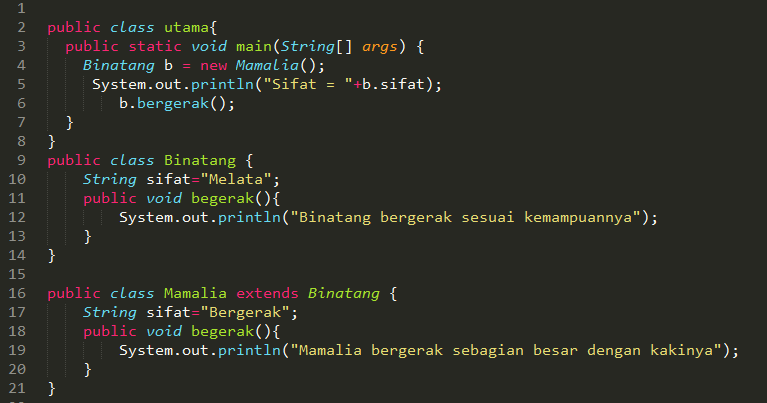 1
2 public class utama{
3 public static void main(String[] args) {
4 Binatang b = new Mamalia();
5 System.out.println("Sifat = "+b.sifat);
6 b.bergerak();
7 }
8 }
9 public class Binatang {
10 String sifat="Melata";
11 public void begerak(){
12 System.out.println("Binatang bergerak sesuai kemampuannya");
13 }
14 }
15
16 public class Mamalia extends Binatang {
17 String sifat="Bergerak";
18 public void begerak(){
19 System.out.println("Mamalia bergerak sebagian besar dengan kakinya");
20 }
21 }